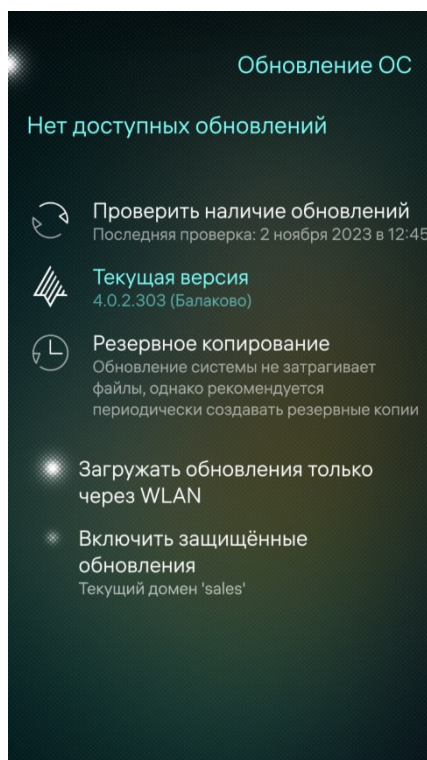 Обновление ОС
Нет доступных обновлений
Проверить наличие обновлений
Последняя проверка: 2 ноября 2023 в 12:45
Текущая версия
4.0.2.303 (Балаково)
Резервное копирование
Обновление системы не затрагивает
файлы, однако рекомендуется
периодически создавать резервные копии
Загружать обновления только
через WLAN
Включить защищённые
обновления
Текущий домен 'sales'